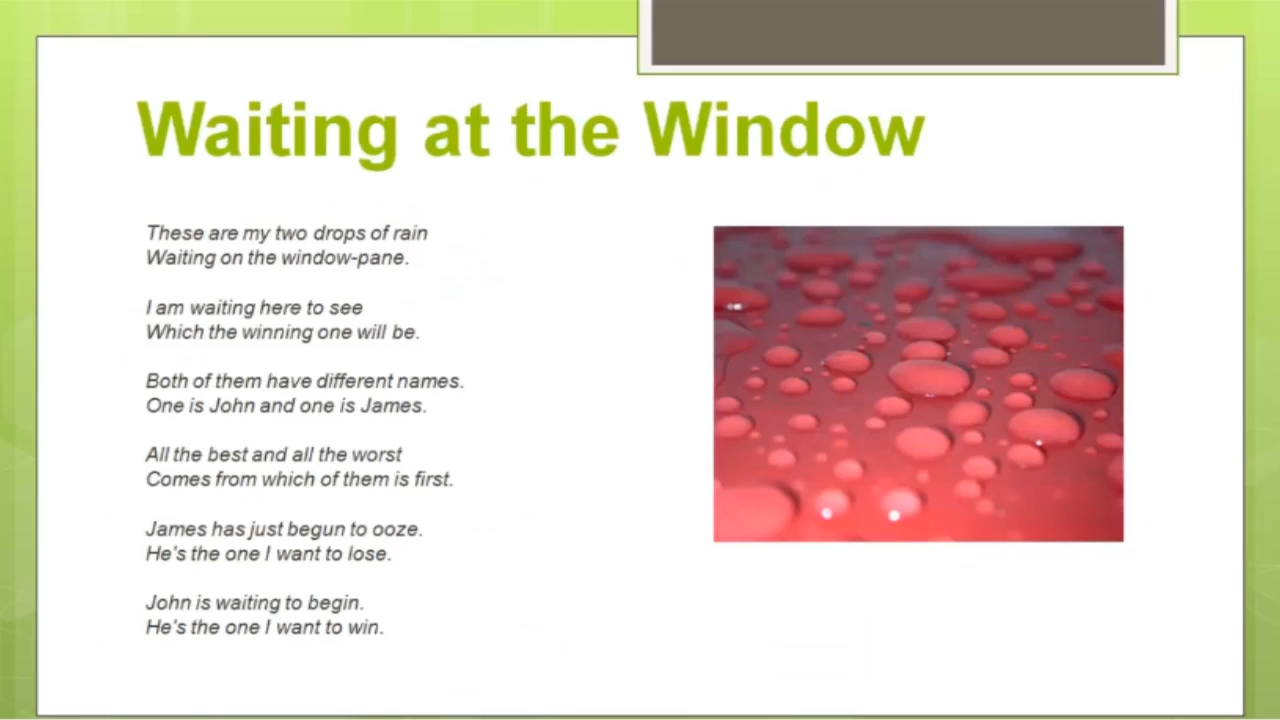 Waiting at the Window
These are my two drops of rain
Waiting on the window-pane.
I am waiting here to see
Which the winning one will be.
Both of them have different names.
One is John and one is James.
All the best and all the worst
Comes from which of them is first.
James has just begun to ooze.
He's the one I want to lose.
John is waiting to begin.
He's the one I want to win.